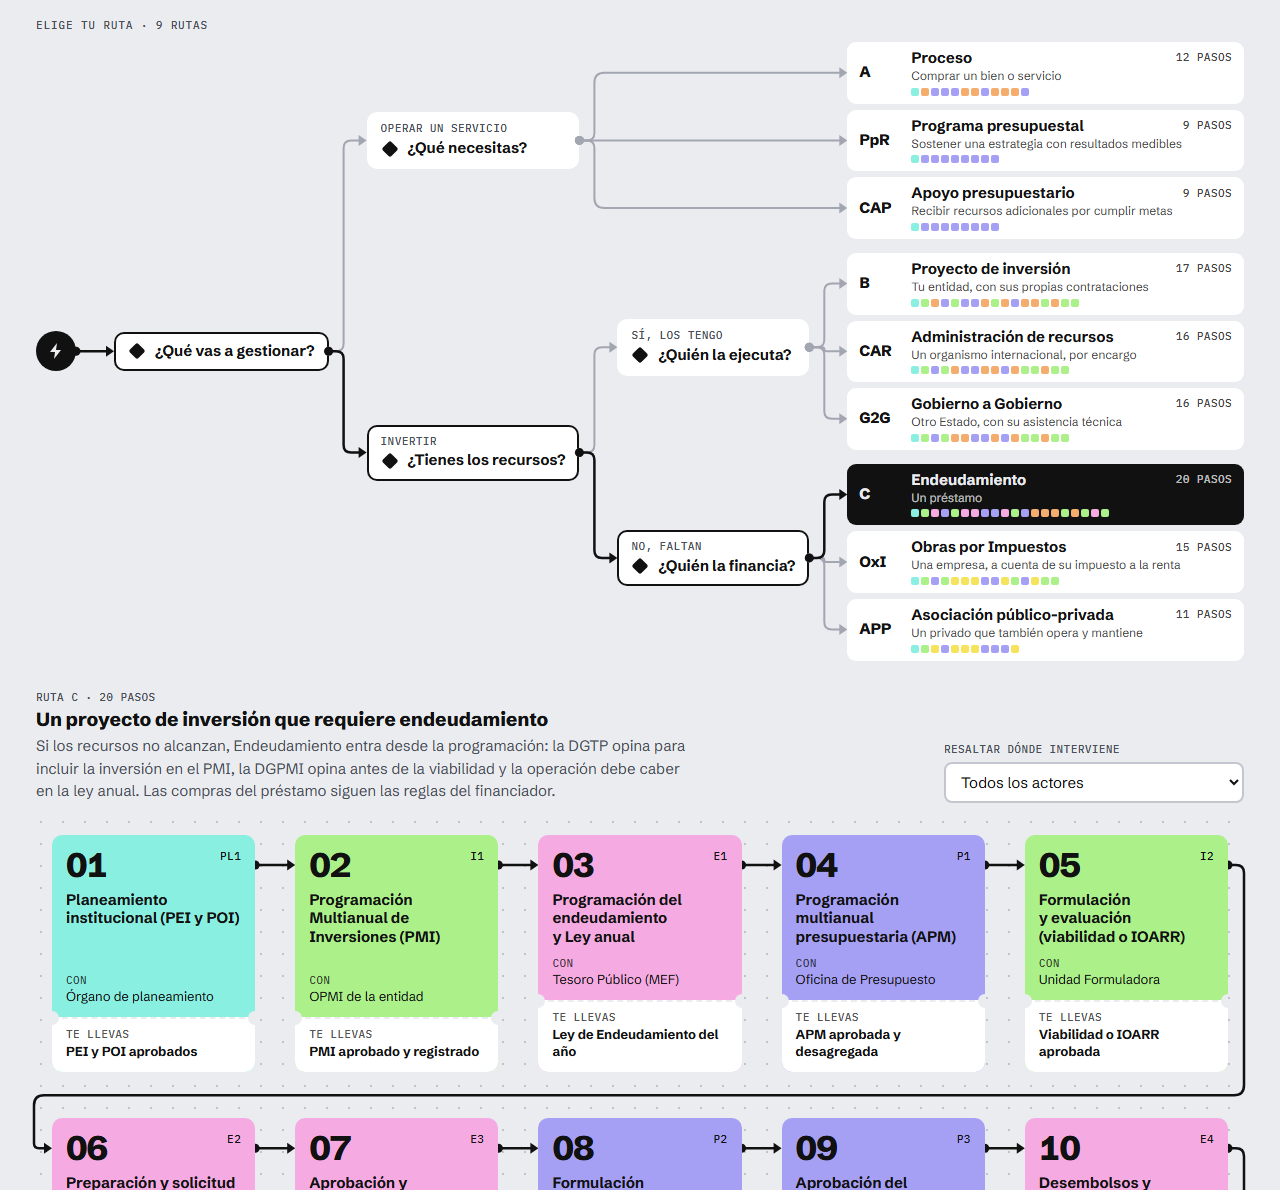 ELIGE TU RUTA · 9 RUTAS
A
Proceso
12 PASOS
Comprar un bien o servicio
OPERAR UN SERVICIO
¿Qué necesitas?
PpR
Programa presupuestal
9 PASOS
Sostener una estrategia con resultados medibles
CAP
Apoyo presupuestario
9 PASOS
Recibir recursos adicionales por cumplir metas
B
Proyecto de inversión
17 PASOS
Tu entidad, con sus propias contrataciones
¿Qué vas a gestionar?
SÍ, LOS TENGO
¿Quién la ejecuta?
CAR
Administración de recursos
16 PASOS
Un organismo internacional, por encargo
G2G
Gobierno a Gobierno
16 PASOS
Otro Estado, con su asistencia técnica
INVERTIR
¿Tienes los recursos?
C
Endeudamiento
20 PASOS
Un préstamo
NO, FALTAN
¿Quién la financia?
OxI
Obras por Impuestos
15 PASOS
Una empresa, a cuenta de su impuesto a la renta
APP
Asociación público-privada
11 PASOS
Un privado que también opera y mantiene
RUTA C · 20 PASOS
Un proyecto de inversión que requiere endeudamiento
Si los recursos no alcanzan, Endeudamiento entra desde la programación: la DGTP opina para
incluir la inversión en el PMI, la DGPMI opina antes de la viabilidad y la operación debe caber
en la ley anual. Las compras del préstamo siguen las reglas del financiador.
RESALTAR DÓNDE INTERVIENE
Todos los actores
01
PL1
Planeamiento
institucional (PEI y POI)
CON
Órgano de planeamiento
TE LLEVAS
PEI y POI aprobados
02
I1
Programación
Multianual de
Inversiones (PMI)
CON
OPMI de la entidad
TE LLEVAS
PMI aprobado y registrado
03
E1
Programación del
endeudamiento
y Ley anual
CON
Tesoro Público (MEF)
TE LLEVAS
Ley de Endeudamiento del
año
04
P1
Programación
multianual
presupuestaria (APM)
CON
Oficina de Presupuesto
TE LLEVAS
APM aprobada y
desagregada
05
I2
Formulación
y evaluación
(viabilidad o IOARR)
CON
Unidad Formuladora
TE LLEVAS
Viabilidad o IOARR
aprobada
06
E2
Preparación y solicitud
07
E3
Aprobación y
08
P2
Formulación
09
P3
Aprobación del
10
E4
Desembolsos y